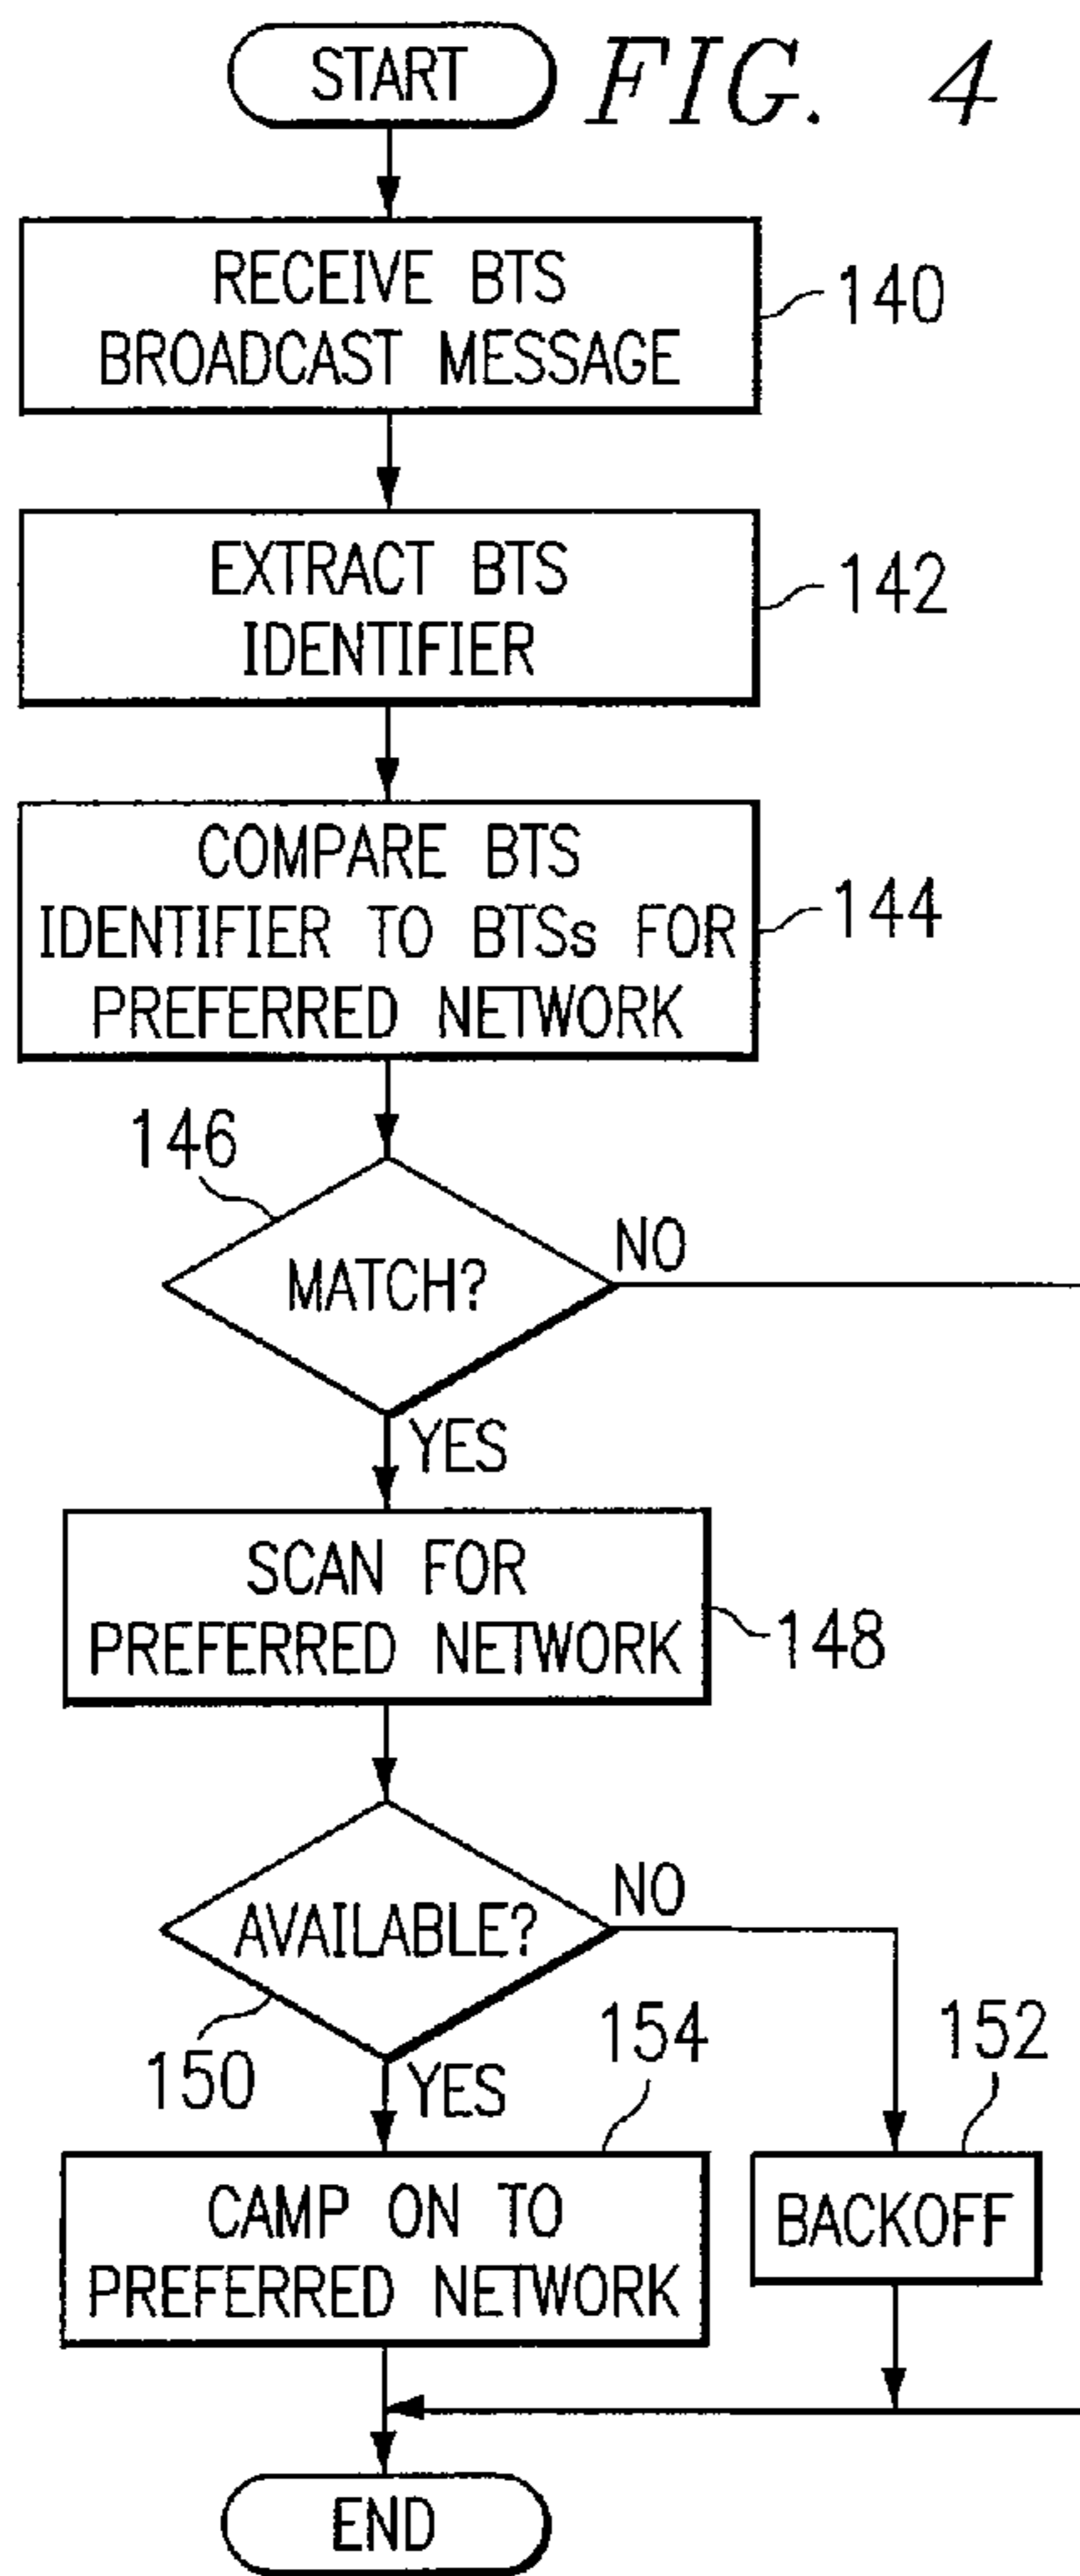 START
FIG. 4
RECEIVE BTS
BROADCAST MESSAGE
140
EXTRACT BTS
IDENTIFIER
142
COMPARE BTS
IDENTIFIER TO BTSs FOR
PREFERRED NETWORK
144
146
MATCH?
NO
YES
SCAN FOR
PREFERRED NETWORK
148
AVAILABLE?
NO
150
YES
154
152
CAMP ON TO
PREFERRED NETWORK
BACKOFF
END